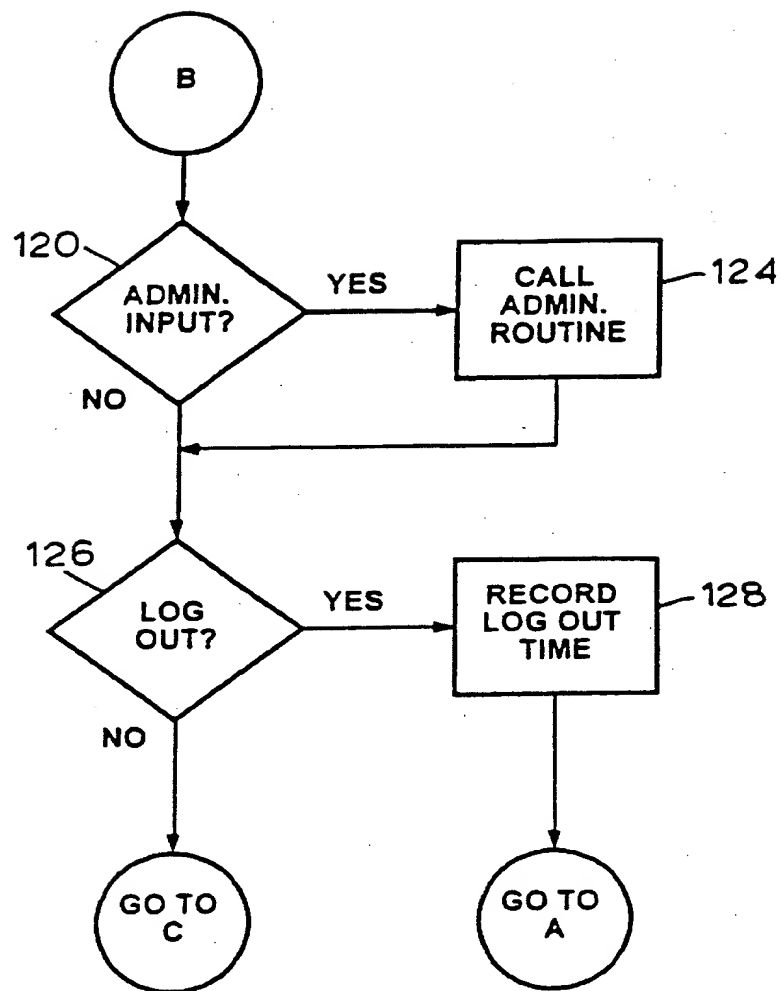 B
120
ADMIN.
INPUT?
YES
CALL
ADMIN.
ROUTINE
124
NO
126
LOG
OUT?
YES
RECORD
LOG OUT
TIME
128
NO
GO TO
C
GO TO
A